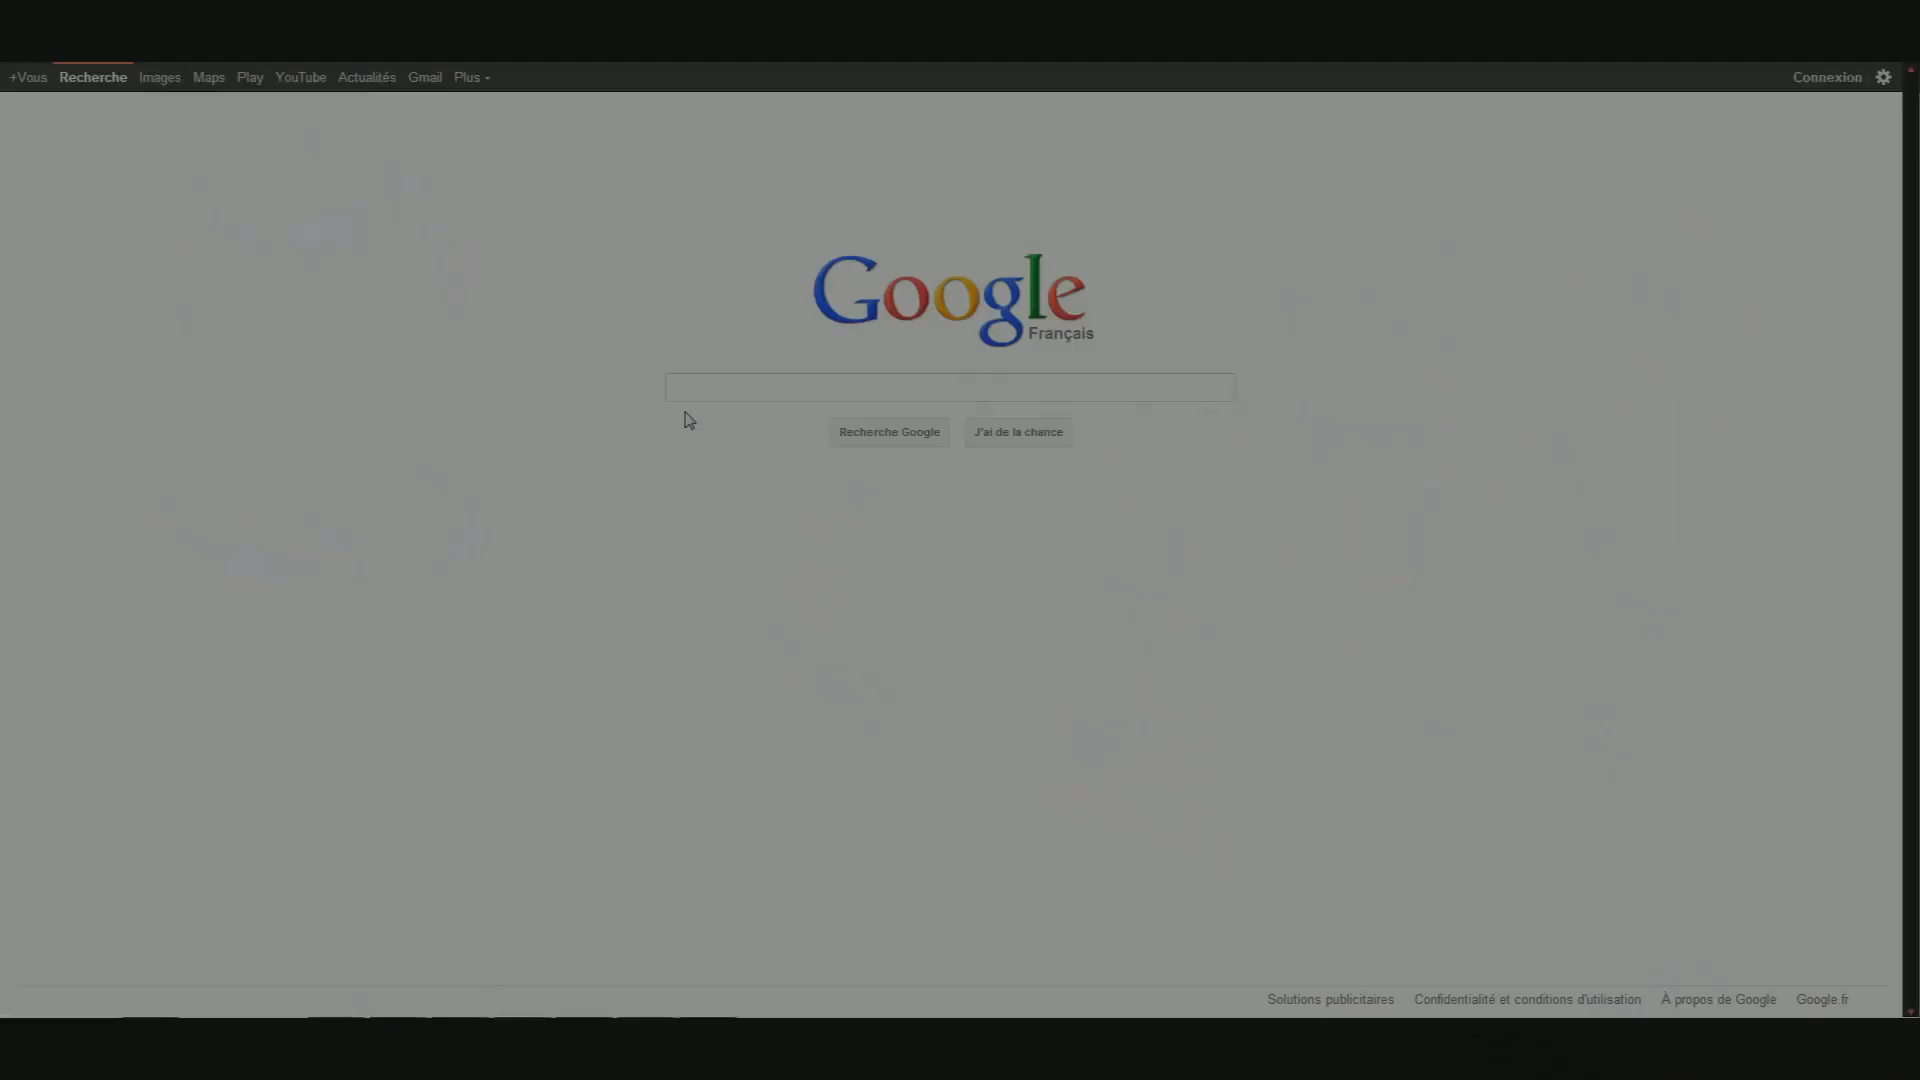 +Vous Recherche Images Maps Play YouTube Actualités Gmail Plus Connexion
Google
Français
Recherche Google J'ai de la chance
Solutions publicitaires Confidentialité et conditions d'utilisation À propos de Google Google fr